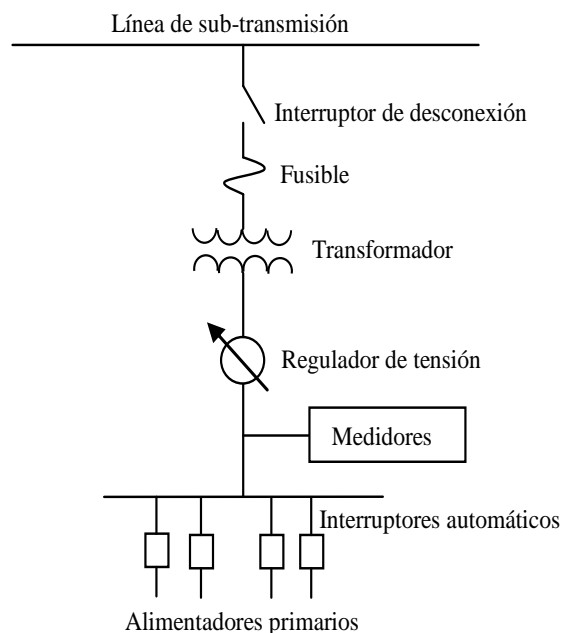 Línea de sub-transmisión
Interruptor de desconexión
Fusible
Transformador
Regulador de tensión
Medidores
Interruptores automáticos
Alimentadores primarios